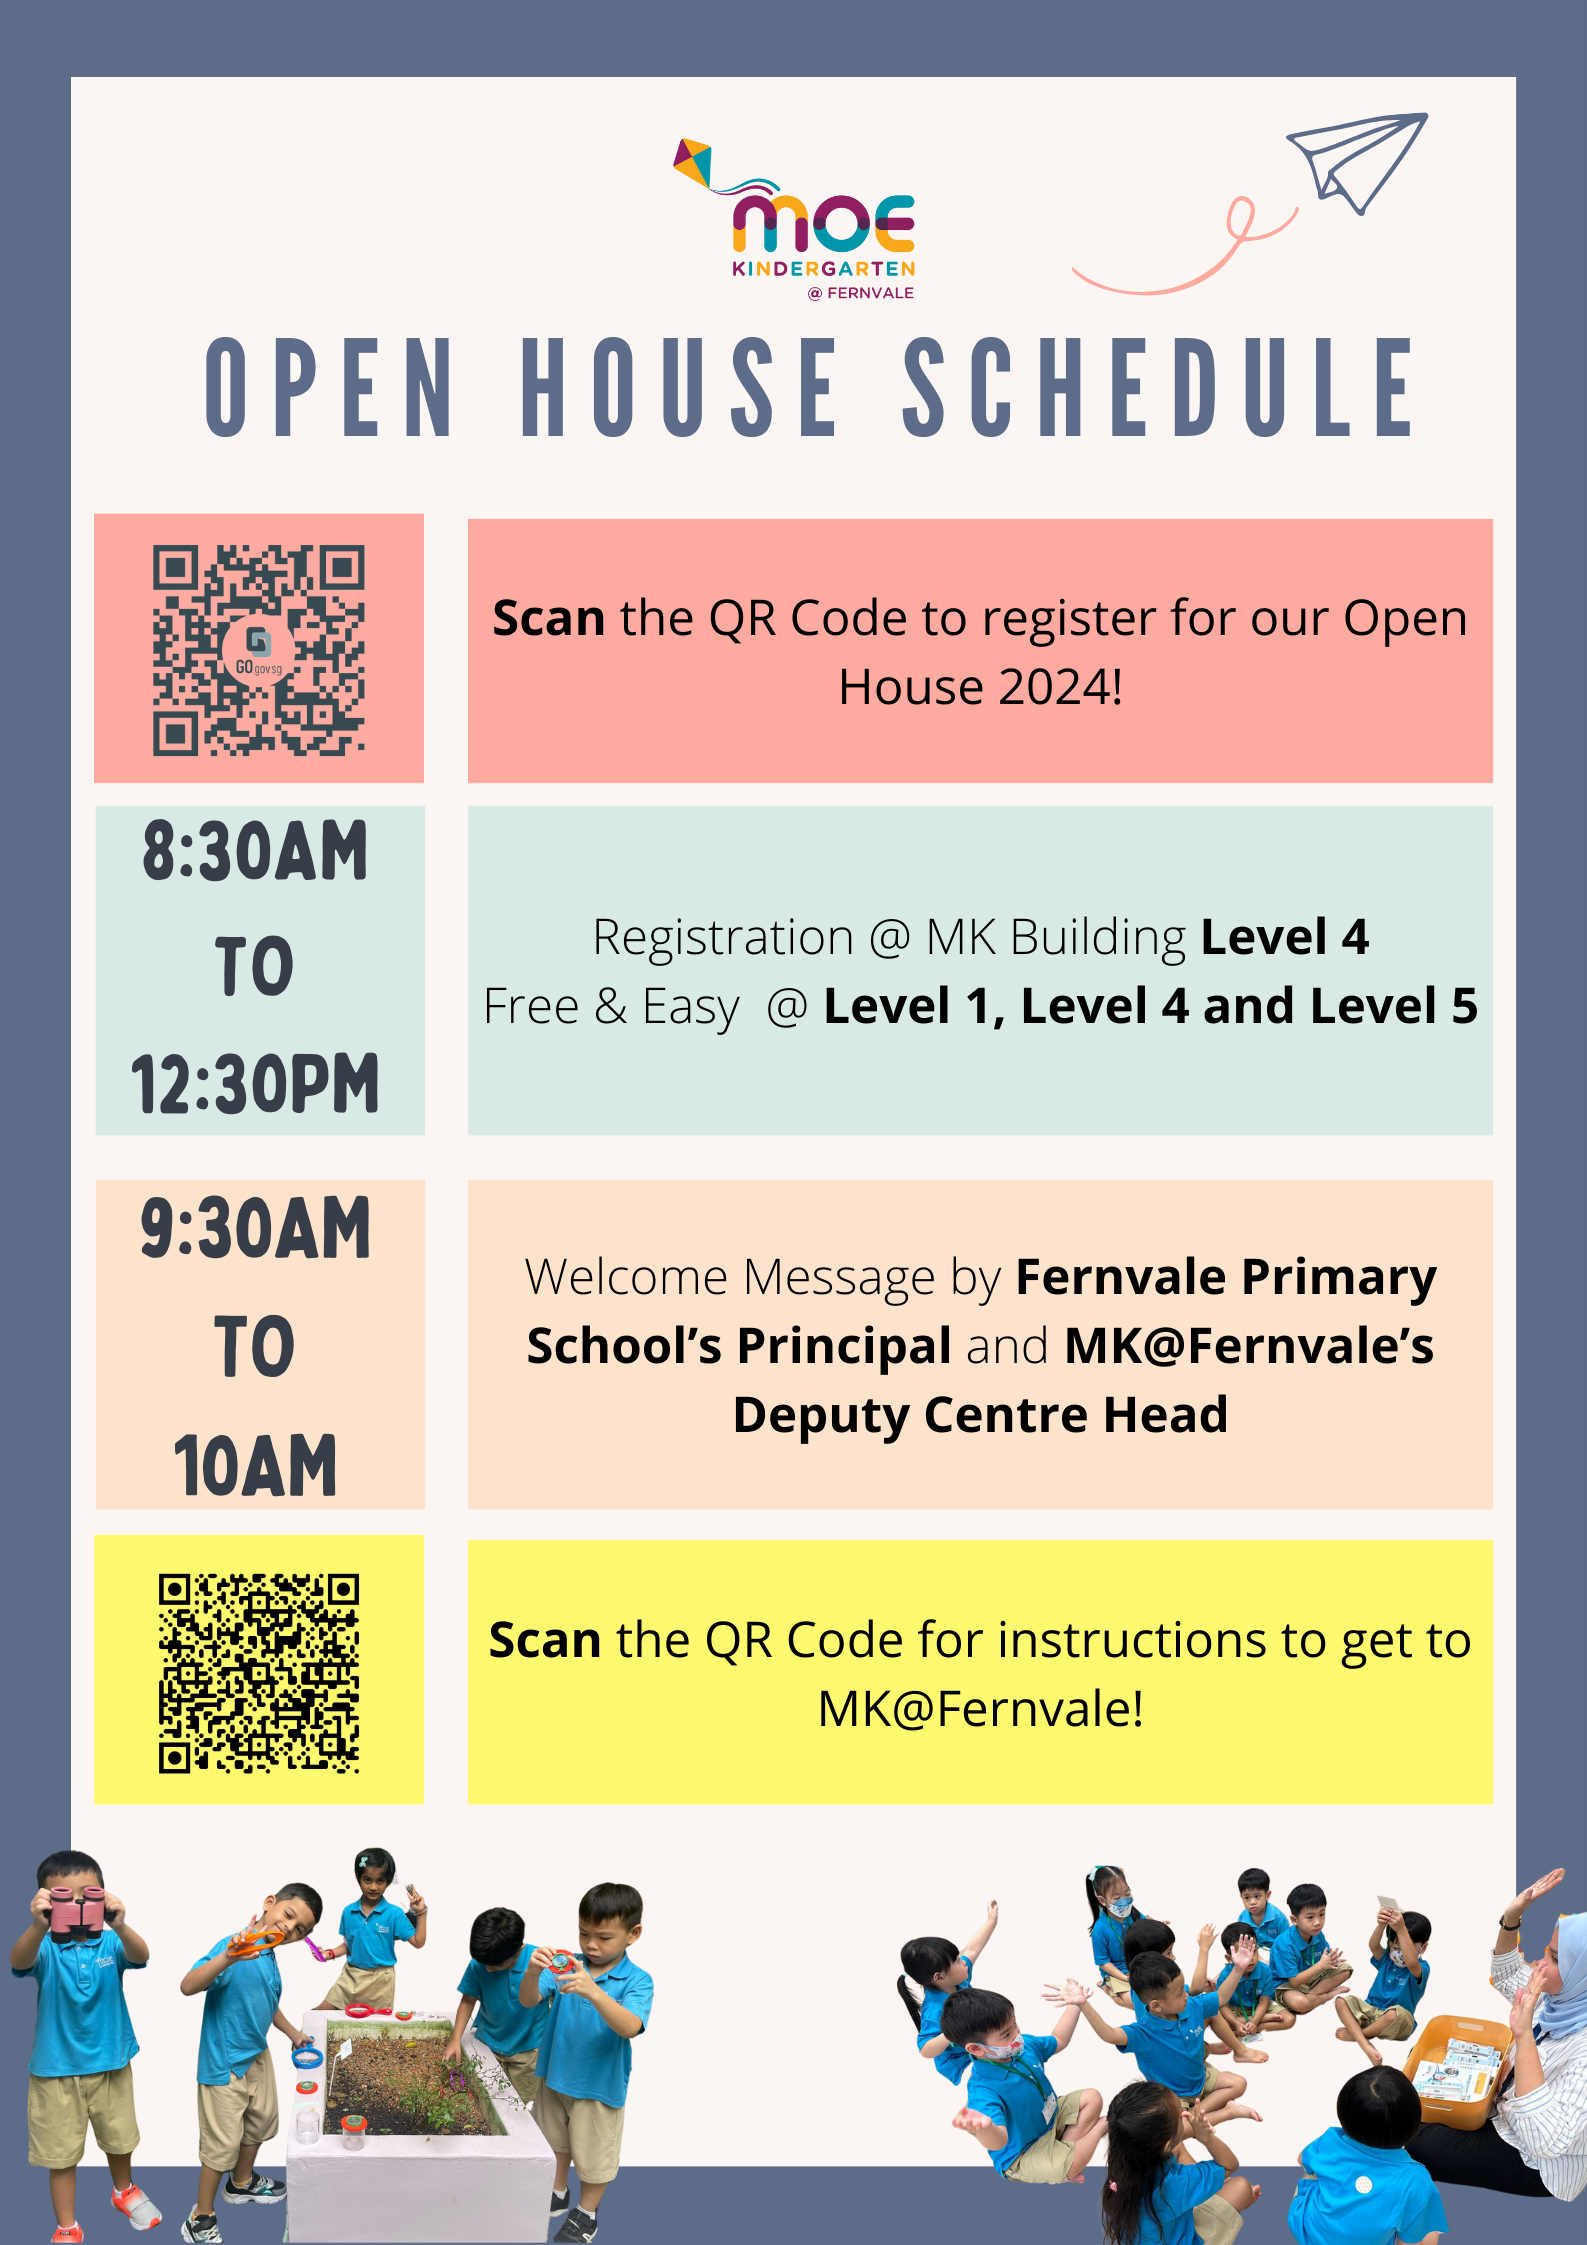 moe
KINDERGARTEN
@ FERNVALE
OPEN HOUSE SCHEDULE
GO.gov.sg
Scan the QR Code to register for our Open
House 2024!
8:30AM
TO
12:30PM
Registration @ MK Building Level 4
Free & Easy @ Level 1, Level 4 and Level 5
9:30AM
TO
10AM
Welcome Message by Fernvale Primary
School’s Principal and MK@Fernvale’s
Deputy Centre Head
Scan the QR Code for instructions to get to
MK@Fernvale!